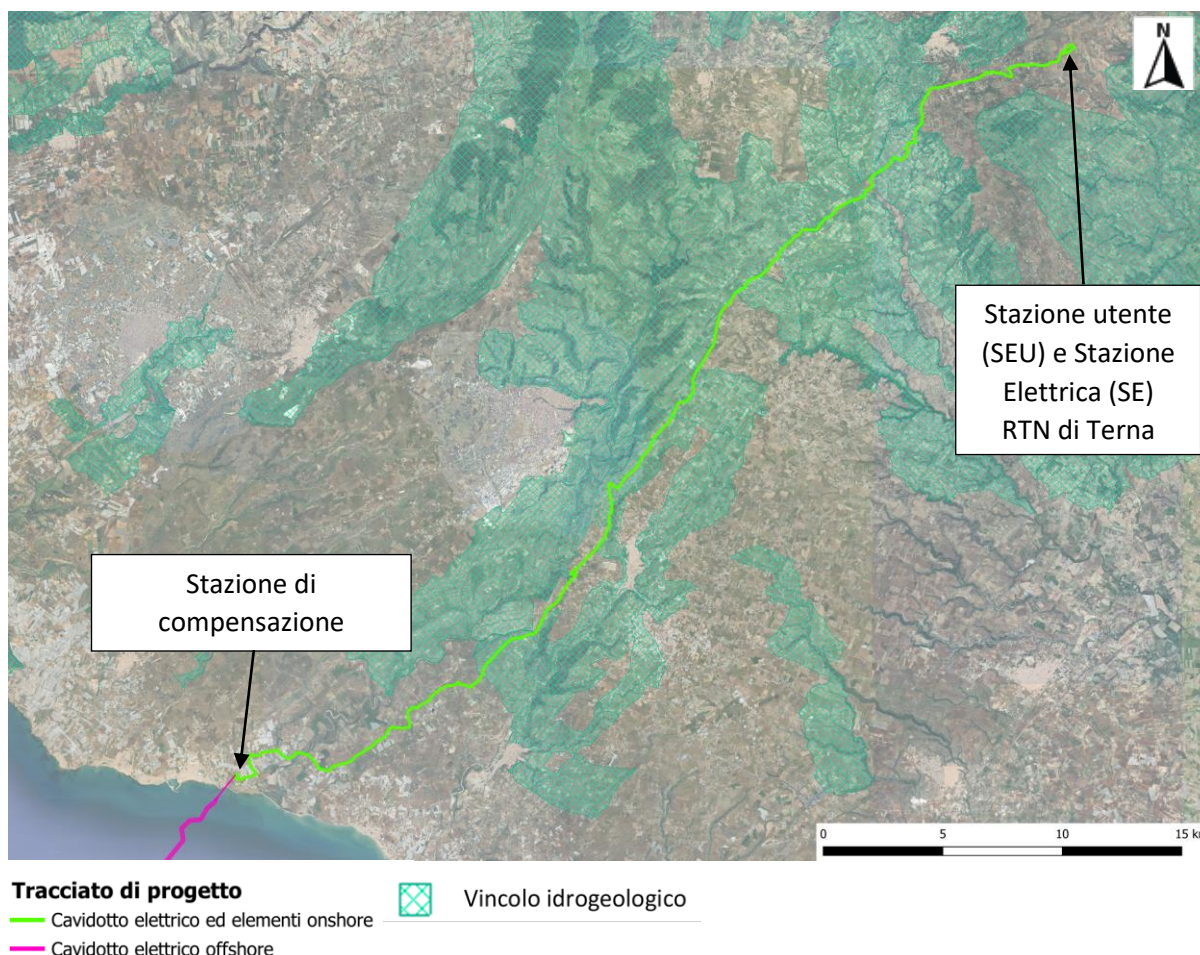 N
Stazione utente
(SEU) e Stazione
Elettrica (SE)
RTN di Terna
Stazione di
compensazione
0 5 10 15 km
Tracciato di progetto
Cavidotto elettrico ed elementi onshore
Cavidotto elettrico offshore
Vincolo idrogeologico